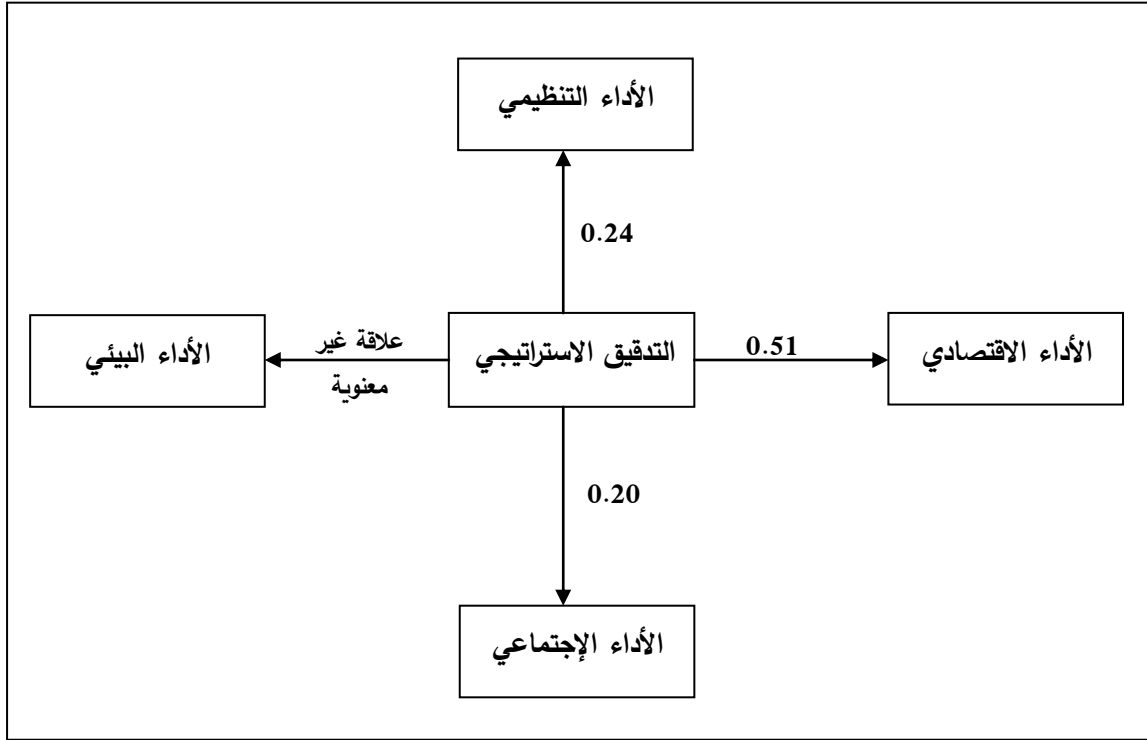 الأداء التنظيمي
0.24
الأداء الاقتصادي
0.51
التدقيق الاستراتيجي
علاقة غير
معنوية
الأداء البيئي
0.20
الأداء الإجتماعي